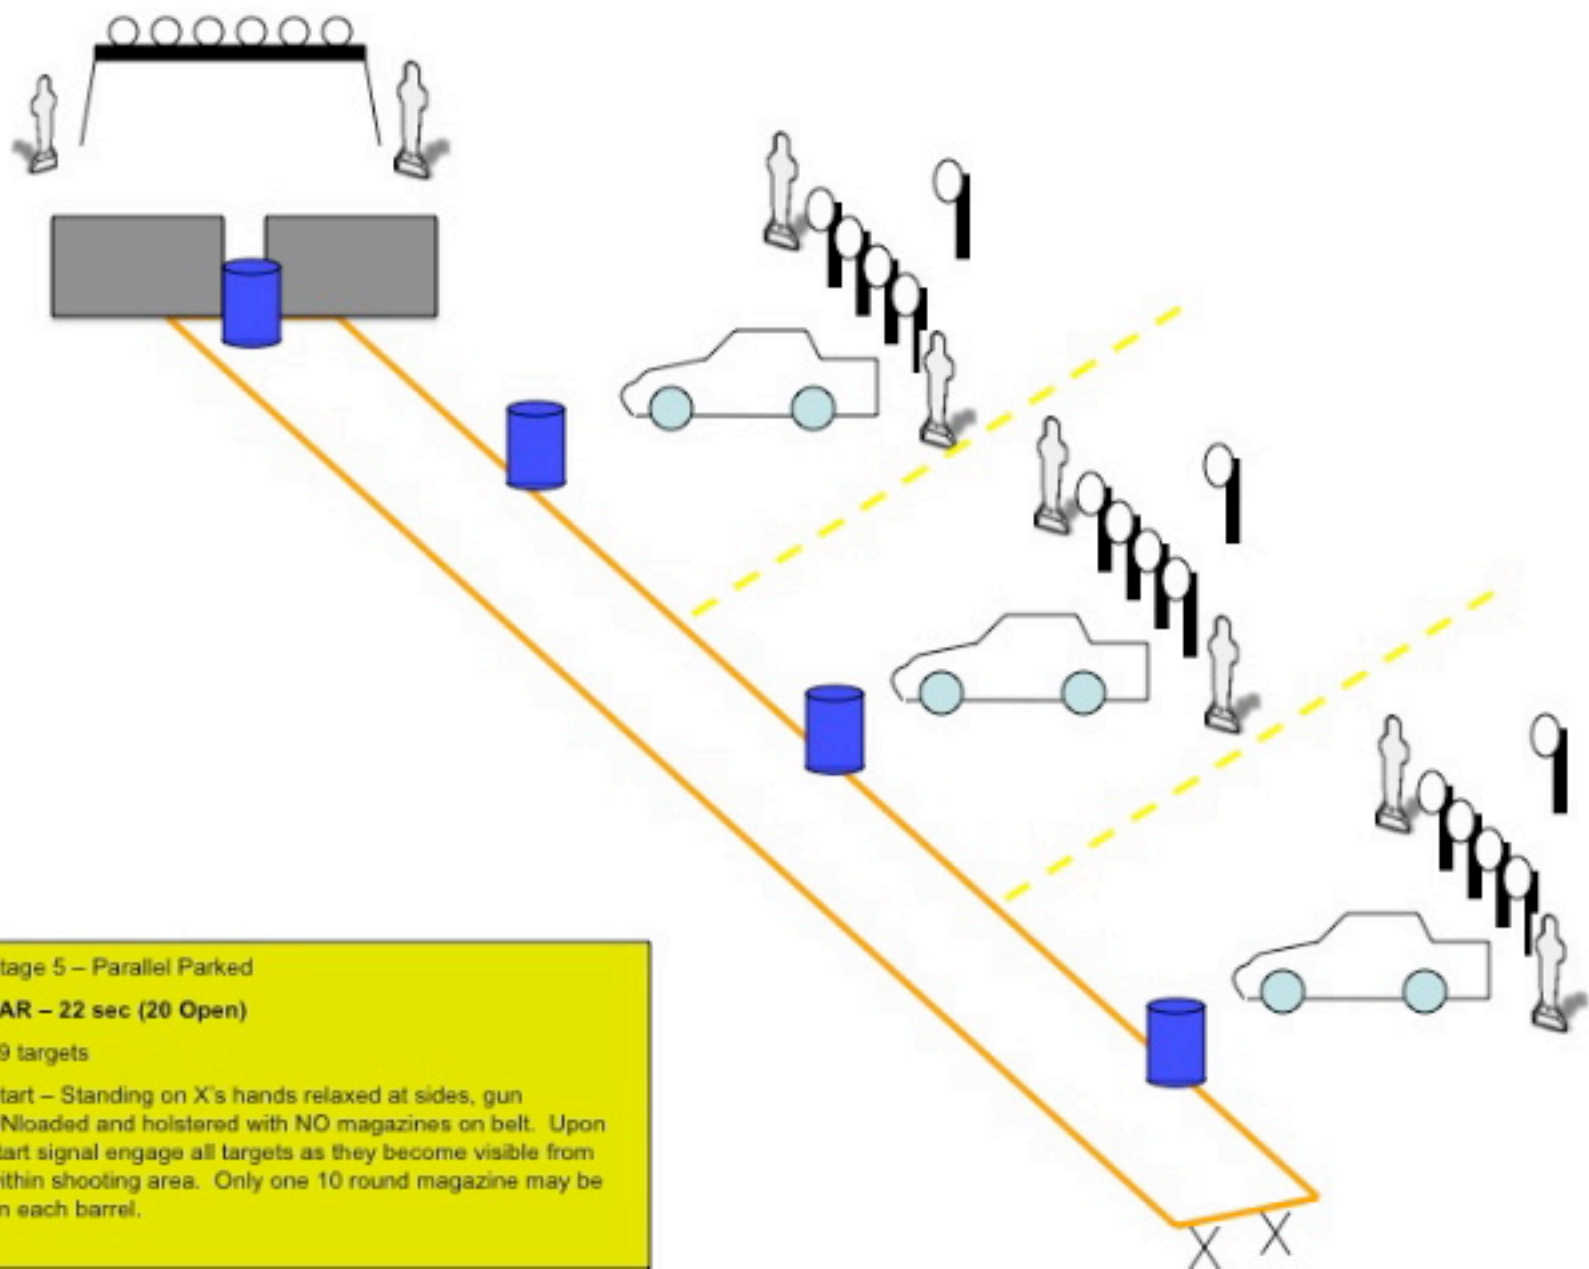 tage 5 – Parallel Parked
AR – 22 sec (20 Open)
9 targets
tart – Standing on X's hands relaxed at sides, gun
Nloaded and holstered with NO magazines on belt. Upon
tart signal engage all targets as they become visible from
ithin shooting area. Only one 10 round magazine may be
n each barrel.
X X